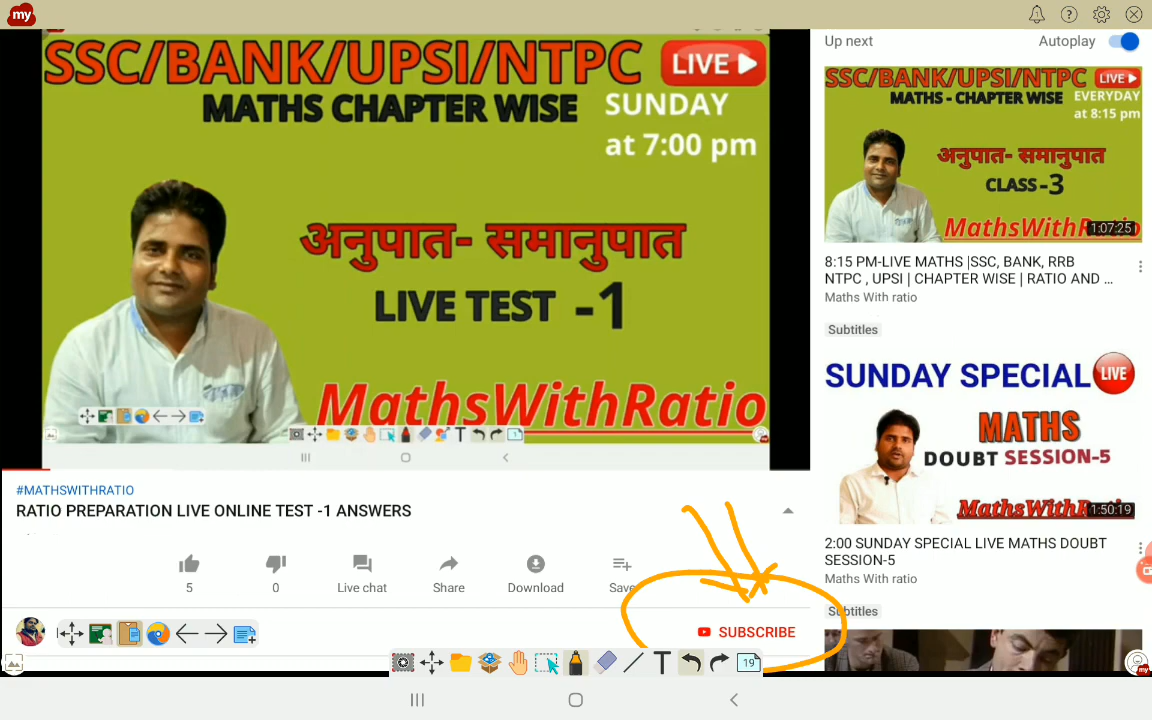 my
SSC/BANK/UPSI/NTPC
LIVE
MATHS CHAPTER WISE
SUNDAY
at 7:00 pm
अनुपात- समानुपात
LIVE TEST -1
MathsWithRatio
#MATHSWITHRATIO
RATIO PREPARATION LIVE ONLINE TEST -1 ANSWERS
5
0
Live chat
Share
Download
Save
SUBSCRIBE
T
19
Up next
Autoplay
SSC/BANK/UPSI/NTPC
LIVE
MATHS - CHAPTER WISE
EVERYDAY
at 8:15 pm
अनुपात- समानुपात
CLASS -3
MathsWithRatio
1:07:25
8:15 PM-LIVE MATHS |SSC, BANK, RRB
NTPC , UPSI | CHAPTER WISE | RATIO AND ...
Maths With ratio
Subtitles
SUNDAY SPECIAL
LIVE
MATHS
DOUBT SESSION-5
MathsWithRatio
1:50:19
2:00 SUNDAY SPECIAL LIVE MATHS DOUBT
SESSION-5
Maths With ratio
Subtitles
my